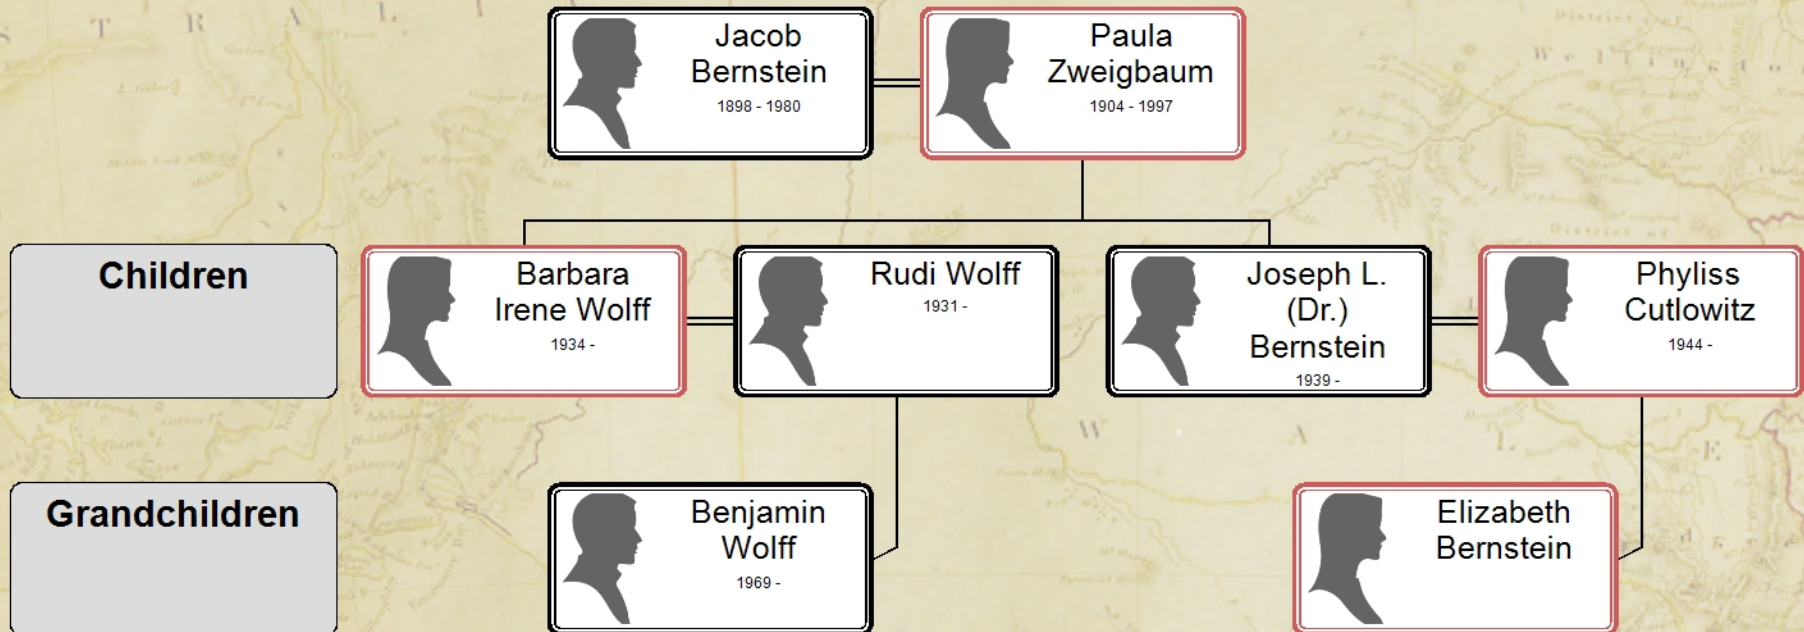 Jacob
Bernstein
1898 - 1980
Paula
Zweigbaum
1904 - 1997
Children
Barbara
Irene Wolff
1934 -
Rudi Wolff
1931 -
Joseph L.
(Dr.)
Bernstein
1939 -
Phyliss
Cutlowitz
1944 -
Grandchildren
Benjamin
Wolff
1969 -
Elizabeth
Bernstein